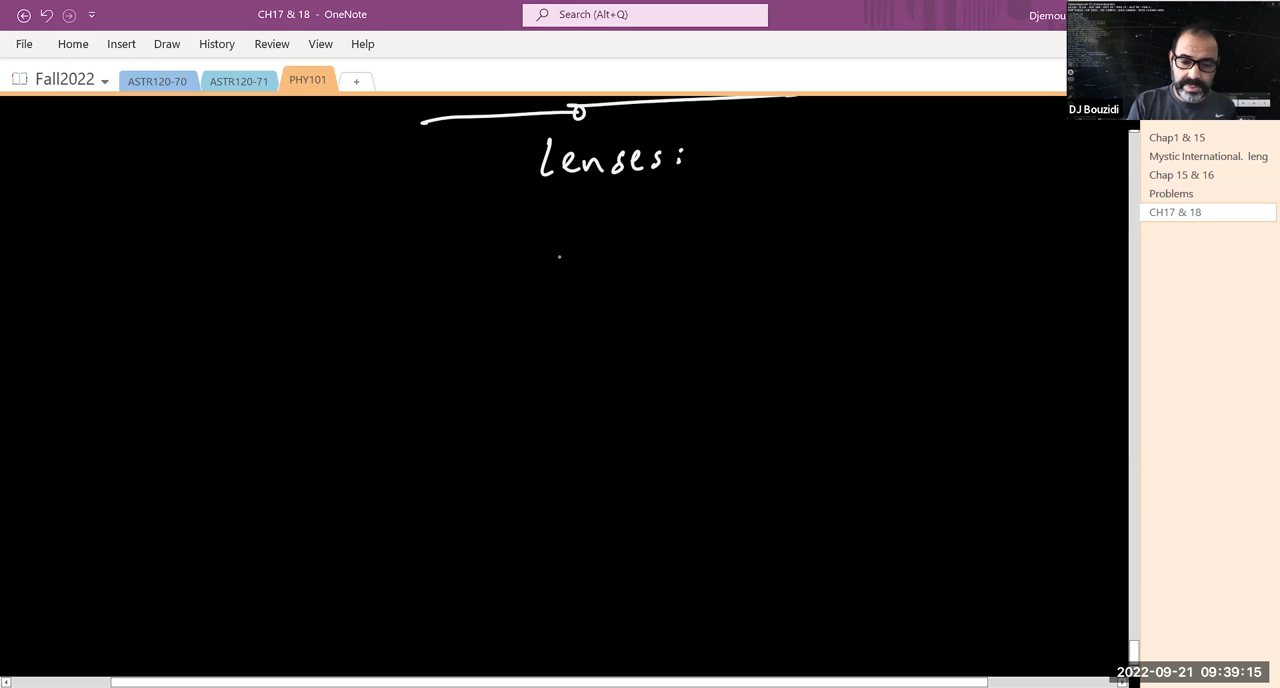 CH17 & 18 - OneNote
Search (Alt+Q)
Djemou
File Home Insert Draw History Review View Help
Fall2022 ASTR120-70 ASTR120-71 PHY101 +
DJ Bouzidi
Lenses:
Chap1 & 15
Mystic International. leng
Chap 15 & 16
Problems
CH17 & 18
2022-09-21 09:39:15